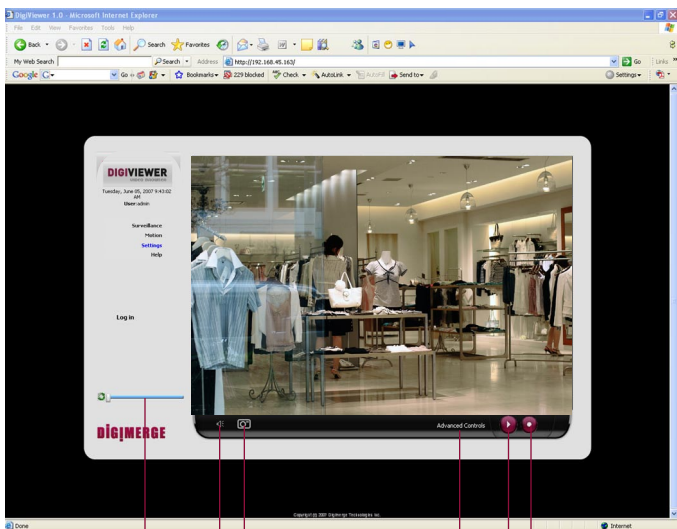 DigiViewer 1.0 - Microsoft Internet Explorer
File Edit View Favorites Tools Help
Back Search Favorites
My Web Search Search Address http://192.168.45.163/ Go Links
Google Go Bookmarks 229 blocked Check AutoLink AutoFill Send to Settings
DIGIVIEWER
Tuesday, June 05, 2007 9:43:02
AM
User:admin
Surveillance
Motion
Settings
Help
Log in
DIGIMERGE
Advanced Controls
Copyright (c) 2007 Digimerge Technologies Inc.
Done Internet